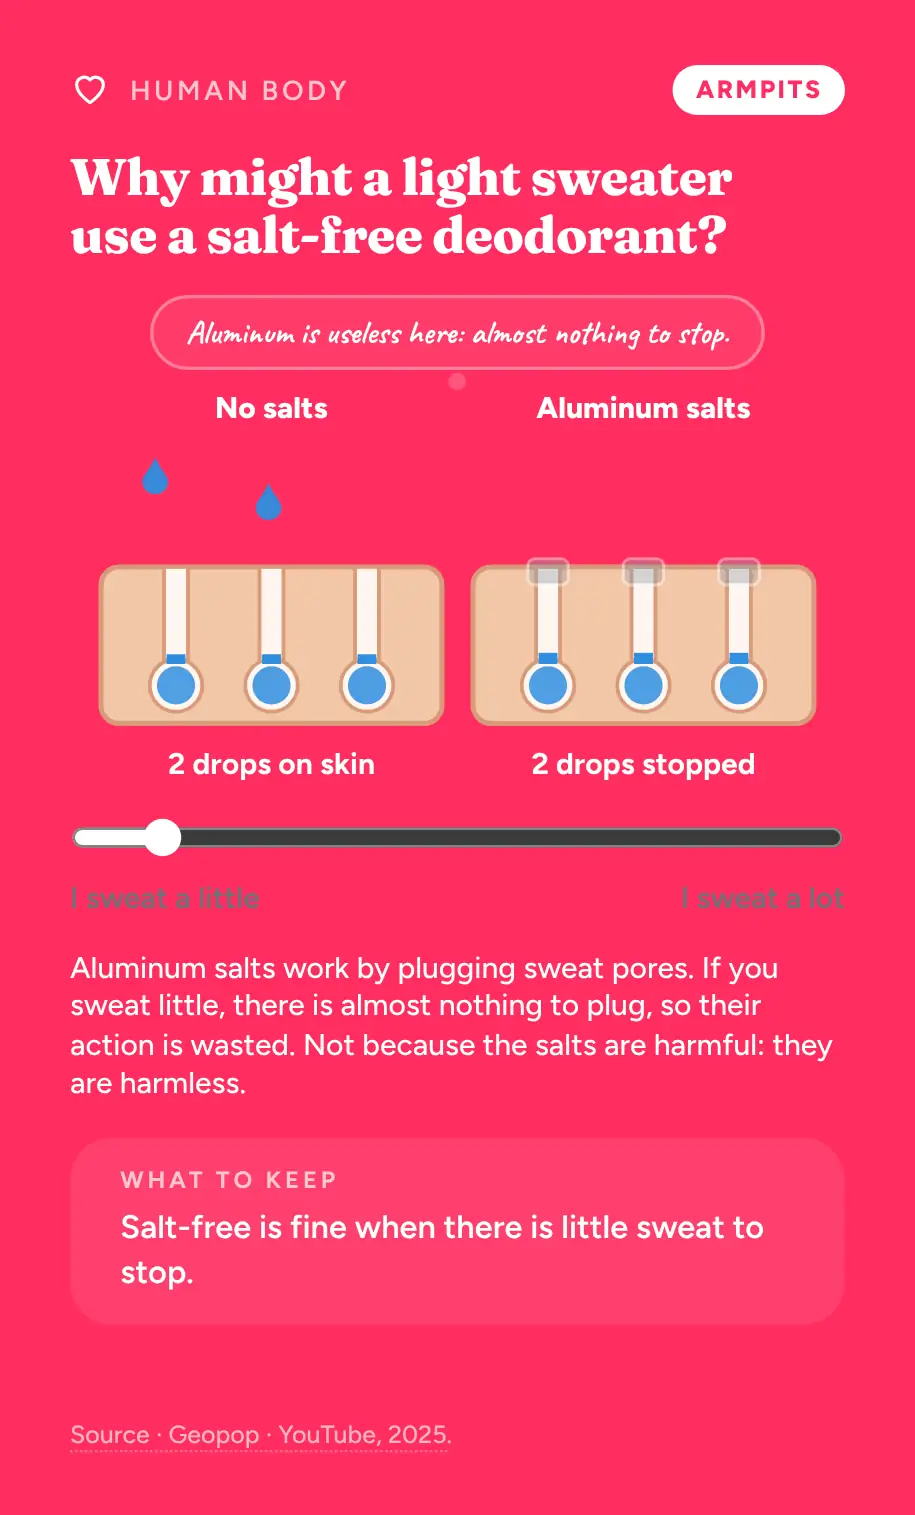 HUMAN BODY
ARMPITS
Why might a light sweater
use a salt-free deodorant?
Aluminum is useless here: almost nothing to stop.
No salts
Aluminum salts
2 drops on skin
2 drops stopped
I sweat a little
I sweat a lot
Aluminum salts work by plugging sweat pores. If you
sweat little, there is almost nothing to plug, so their
action is wasted. Not because the salts are harmful: they
are harmless.
WHAT TO KEEP
Salt-free is fine when there is little sweat to
stop.
Source · Geopop · YouTube, 2025.